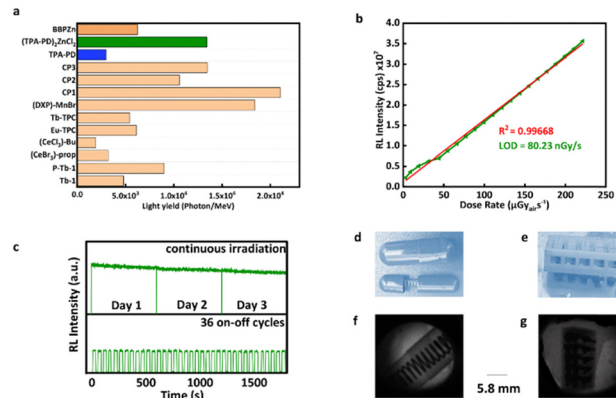 a
BBPZn
(TPA-PD)₂ZnCl₂
TPA-PD
CP3
CP2
CP1
(DXP)-MnBr
Tb-TPC
Eu-TPC
(CeCl₃)-Bu
(CeBr₃)-prop
P-Tb-1
Tb-1
0.0
5.0x10³
1.0x10⁴
1.5x10⁴
2.0x10⁴
Light yield (Photon/MeV)
b
RL Intensity (cps) x10⁷
4.0
3.5
3.0
2.5
2.0
1.5
1.0
0.5
0.0
R² = 0.99668
LOD = 80.23 nGy/s
0
50
100
150
200
250
Dose Rate (μGy_air s⁻¹)
c
RL Intensity (a.u.)
continuous irradiation
Day 1
Day 2
Day 3
36 on-off cycles
0
500
1000
1500
Time (s)
d
e
f
g
5.8 mm